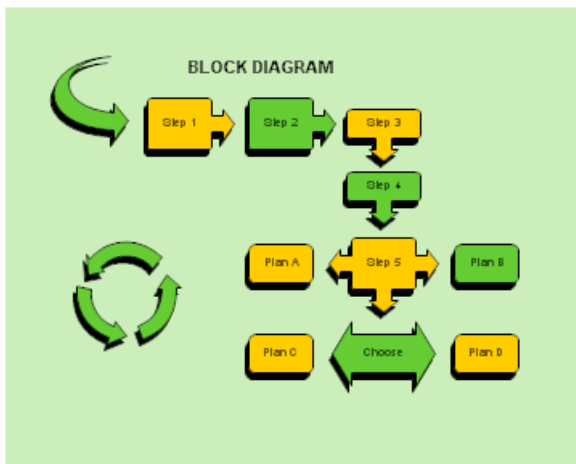 BLOCK DIAGRAM
Step 1
Step 2
Step 3
Step 4
Plan A
Step 5
Plan B
Plan C
Choose
Plan D